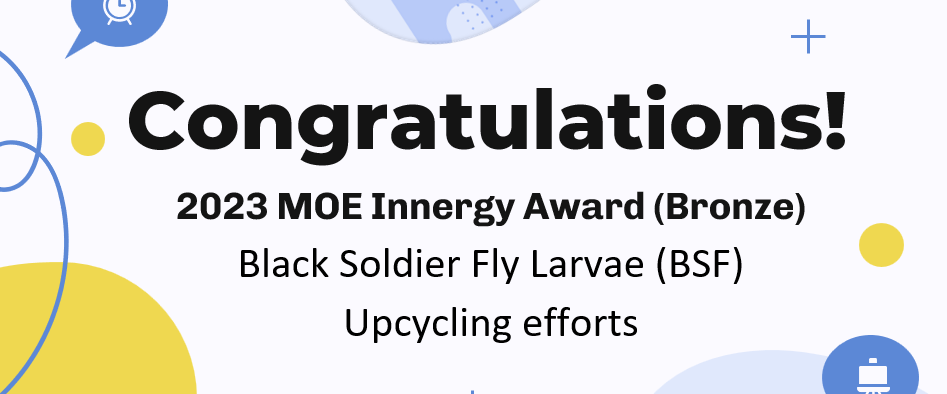 Congratulations!
2023 MOE Innergy Award (Bronze)
Black Soldier Fly Larvae (BSF)
Upcycling efforts